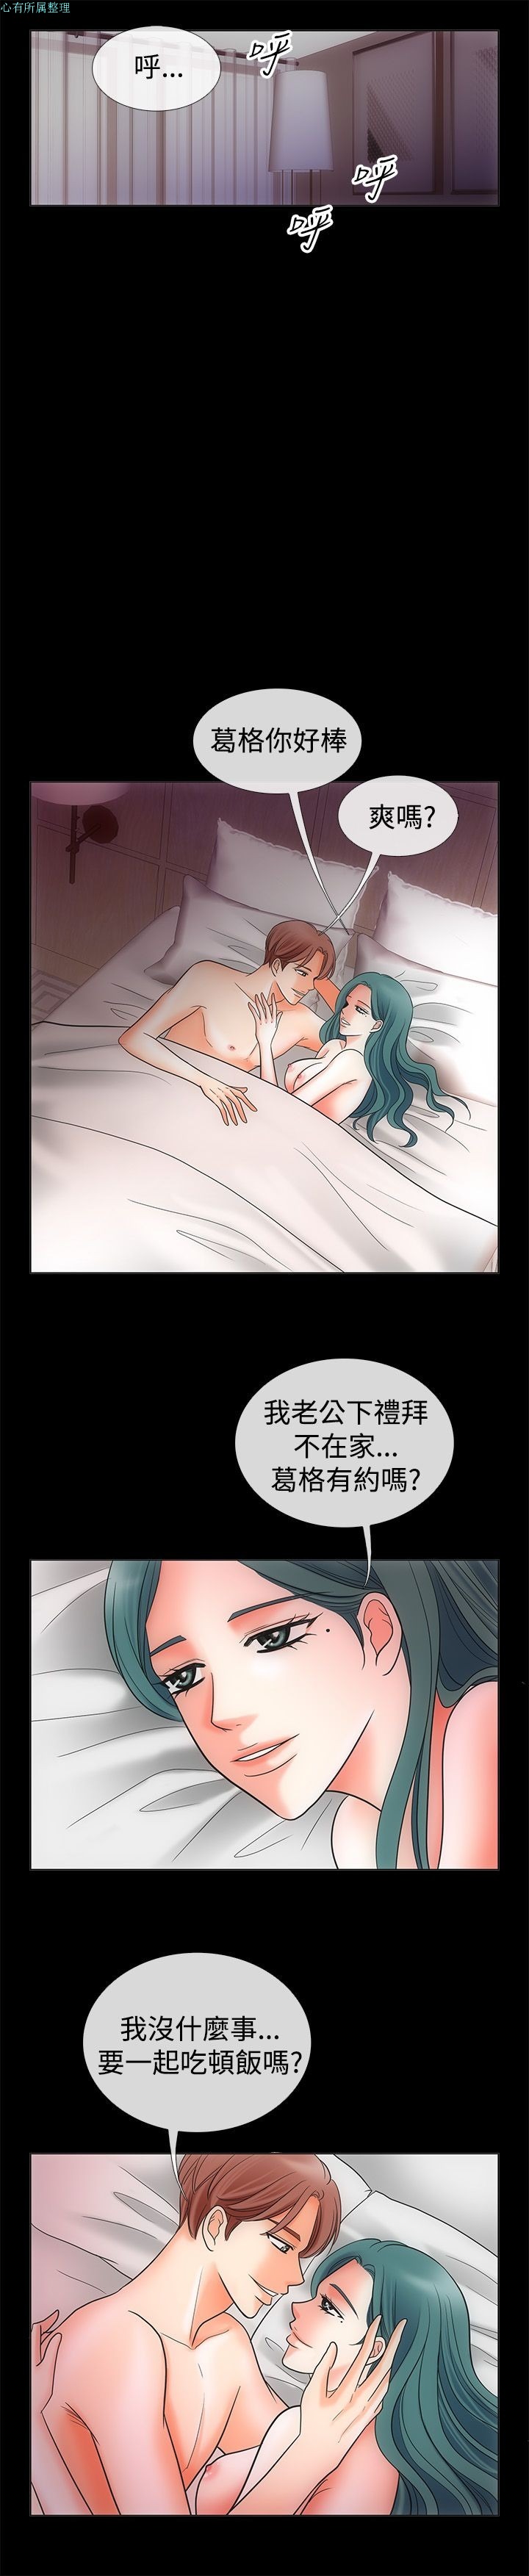 心有所属整理
呼...
呼
呼
呼
葛格你好棒
爽嗎?
我老公下禮拜
不在家...
葛格有約嗎?
我沒什麼事...
要一起吃頓飯嗎?